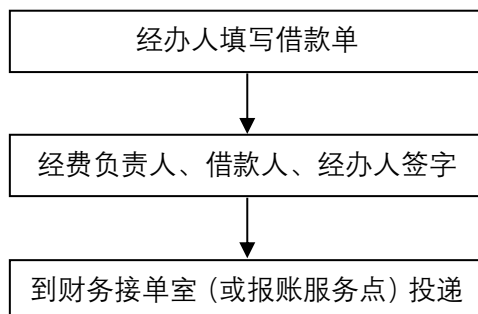 经办人填写借款单
经费负责人、借款人、经办人签字
到财务接单室（或报账服务点）投递